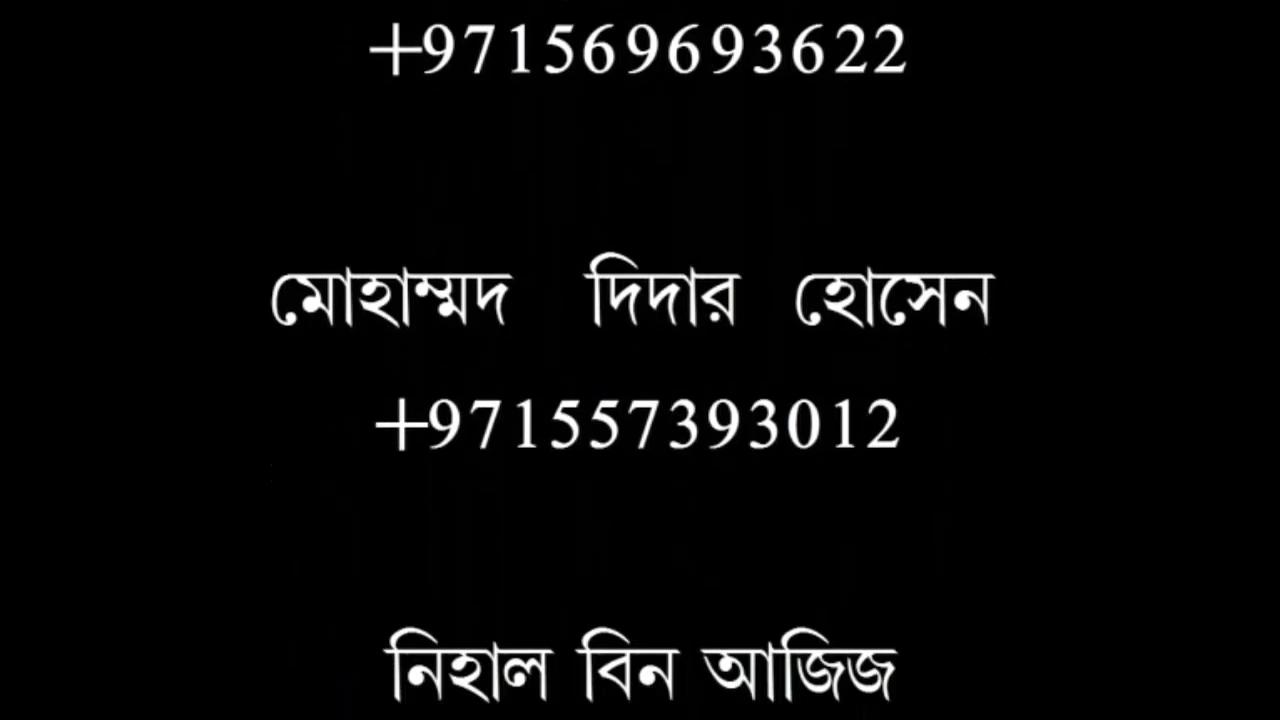 +971569693622
মোহাম্মদ দিদার হোসেন
+971557393012
নিহাল বিন আজিজ